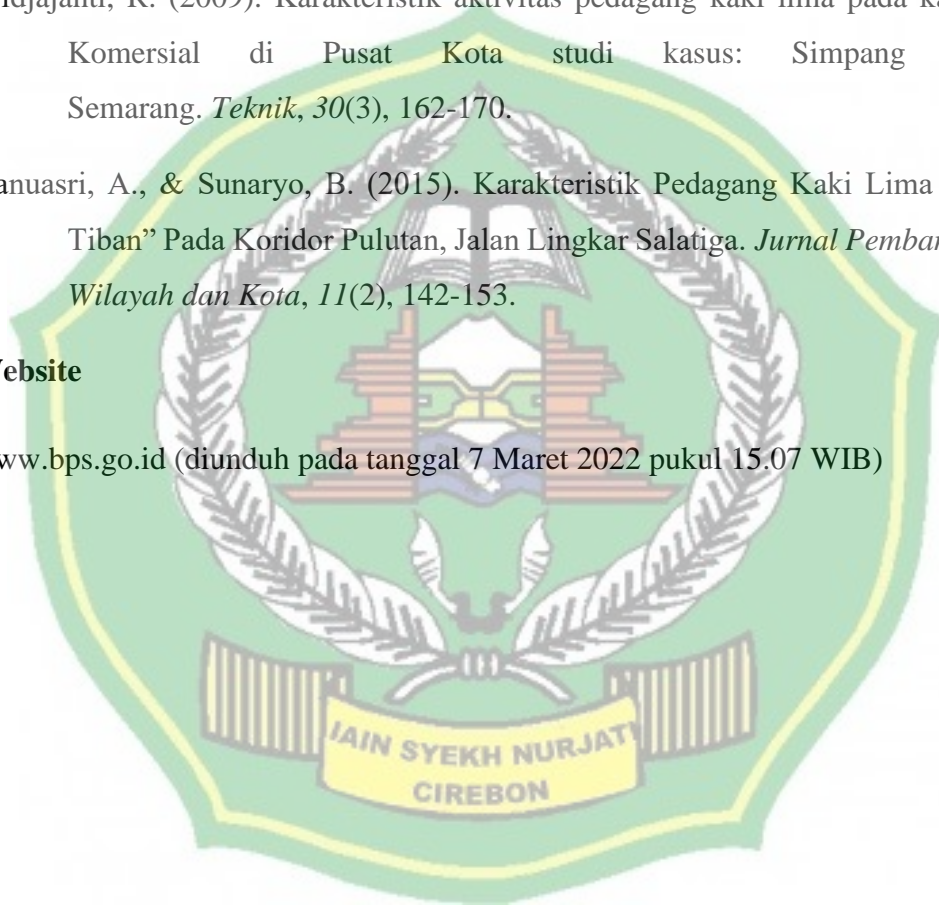 idjajanti, R. (2009). Karakteristik aktivitas pedagang kaki lima pada ka
Komersial di Pusat Kota studi kasus: Simpang
Semarang. Teknik, 30(3), 162-170.
anuasri, A., & Sunaryo, B. (2015). Karakteristik Pedagang Kaki Lima
Tiban” Pada Koridor Pulutan, Jalan Lingkar Salatiga. Jurnal Pemban
Wilayah dan Kota, 11(2), 142-153.
Website
ww.bps.go.id (diunduh pada tanggal 7 Maret 2022 pukul 15.07 WIB)
IAIN SYEKH NURJATI
CIREBON